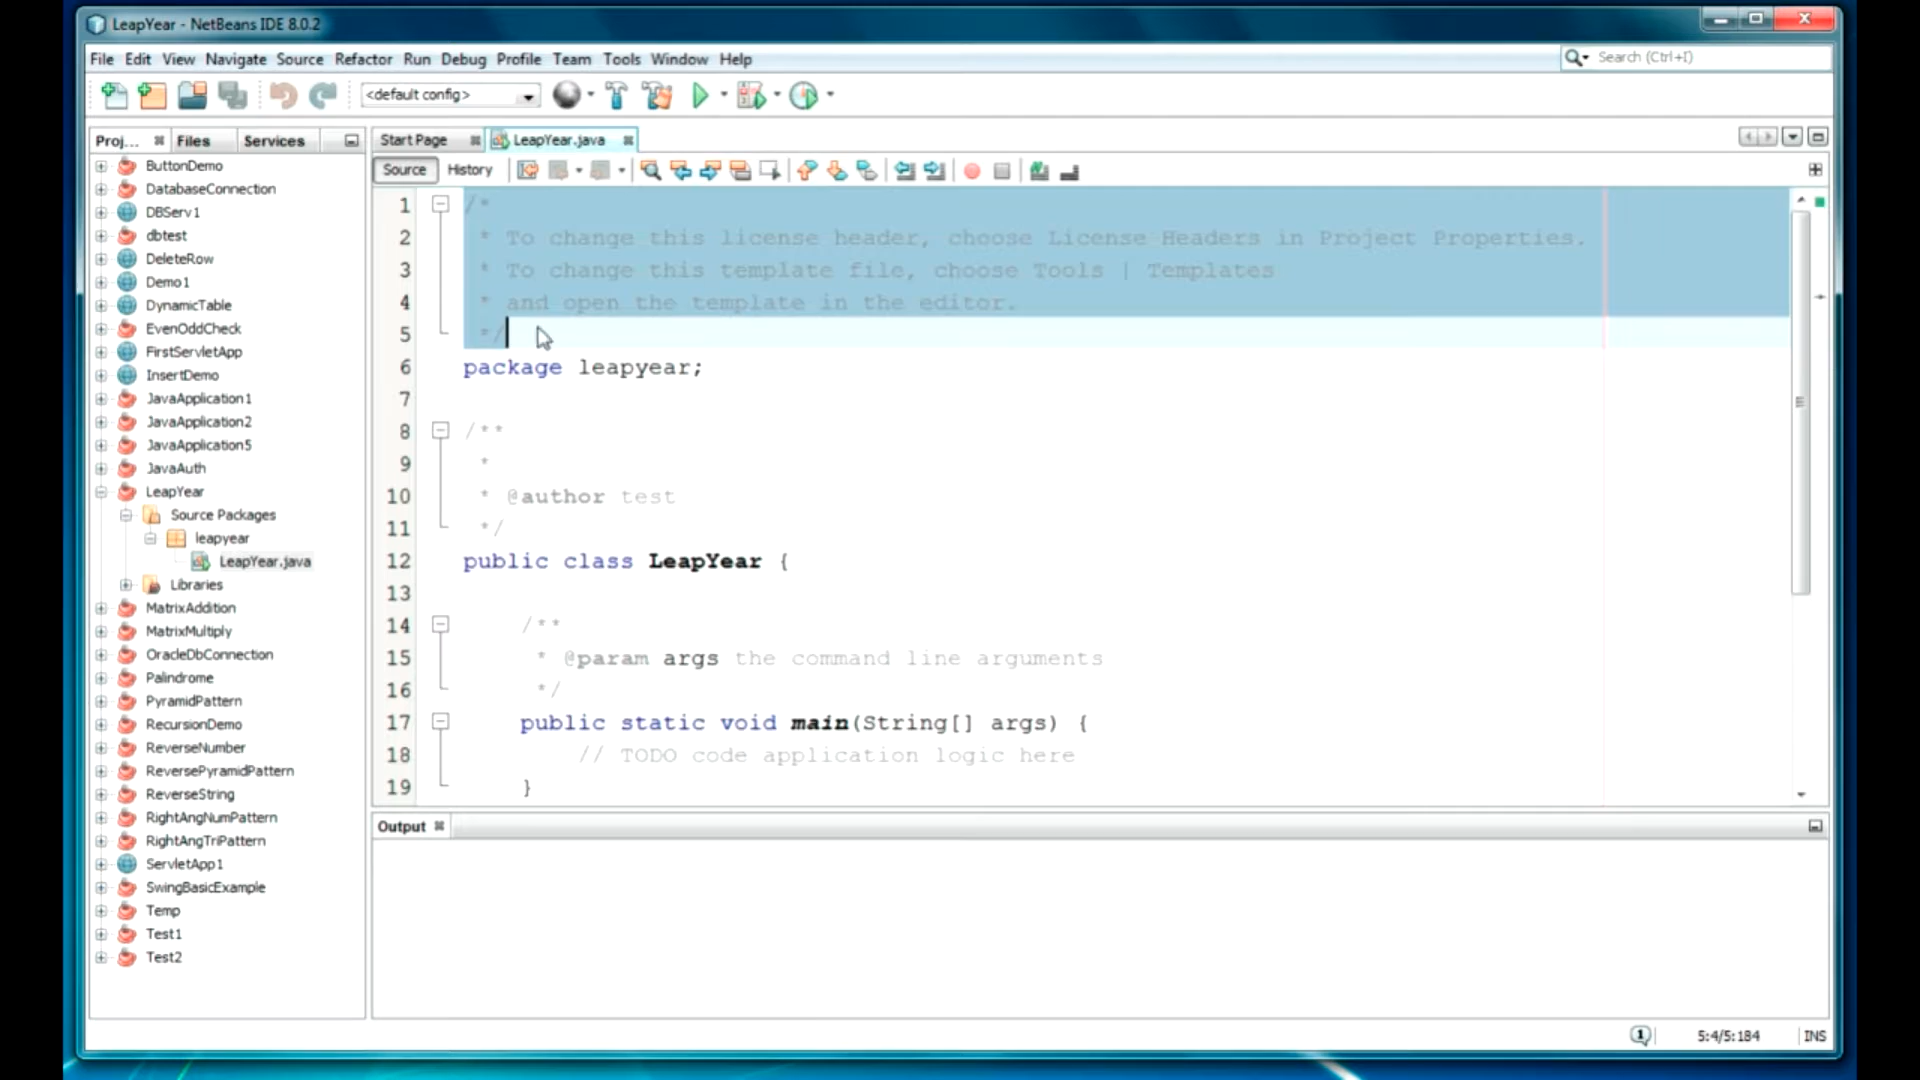 LeapYear - NetBeans IDE 8.0.2
File Edit View Navigate Source Refactor Run Debug Profile Team Tools Window Help
Search (Ctrl+I)
<default config>
Proj... Files Services
Start Page LeapYear.java
Source History
ButtonDemo
DatabaseConnection
DBServ1
dbtest
DeleteRow
Demo1
DynamicTable
EvenOddCheck
FirstServletApp
InsertDemo
JavaApplication1
JavaApplication2
JavaApplication5
JavaAuth
LeapYear
Source Packages
leapyear
LeapYear.java
Libraries
MatrixAddition
MatrixMultiply
OracleDbConnection
Palindrome
PyramidPattern
RecursionDemo
ReverseNumber
ReversePyramidPattern
ReverseString
RightAngNumPattern
RightAngTriPattern
ServletApp1
SwingBasicExample
Temp
Test1
Test2
1 /*
2 * To change this license header, choose License Headers in Project Properties.
3 * To change this template file, choose Tools | Templates
4 * and open the template in the editor.
5 */
6 package leapyear;
7
8 /**
9 *
10 * @author test
11 */
12 public class LeapYear {
13
14 /**
15 * @param args the command line arguments
16 */
17 public static void main(String[] args) {
18 // TODO code application logic here
19 }
Output
1 5:4/5:184 INS